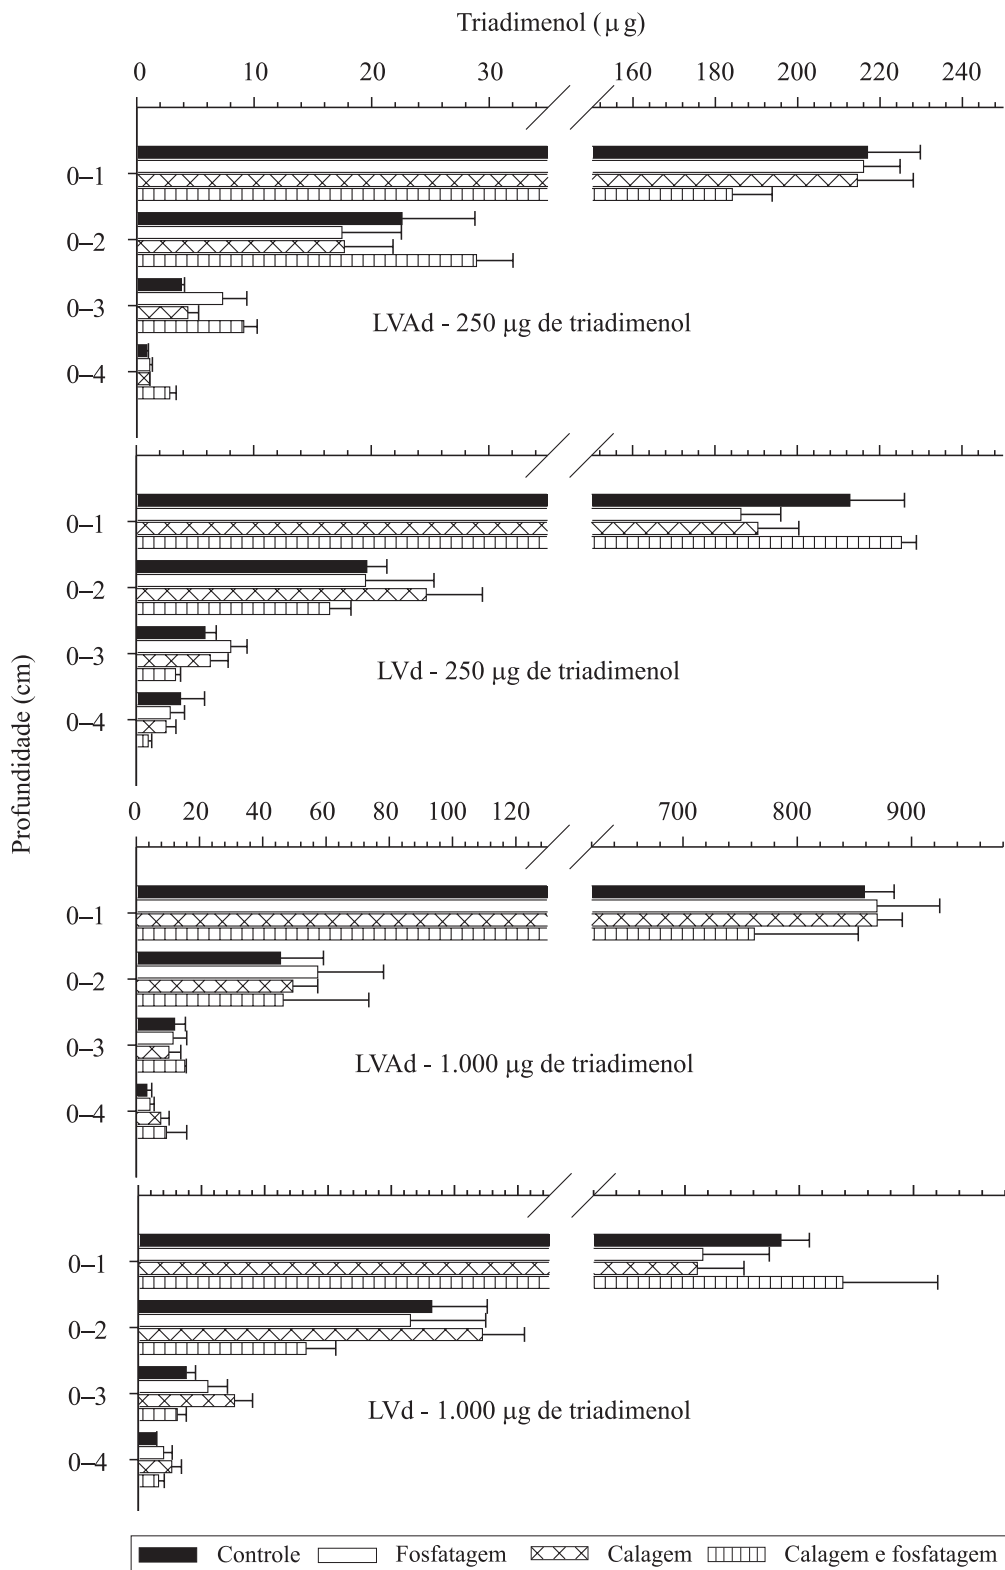 Triadimenol (μ g)
0 10 20 30 160 180 200 220 240
0–1
0–2
0–3
LVAd - 250 μg de triadimenol
0–4
0–1
0–2
0–3
LVd - 250 μg de triadimenol
0–4
Profundidade (cm)
0 20 40 60 80 100 120 700 800 900
0–1
0–2
0–3
LVAd - 1.000 μg de triadimenol
0–4
0–1
0–2
0–3
LVd - 1.000 μg de triadimenol
0–4
Controle Fosfatagem Calagem Calagem e fosfatagem